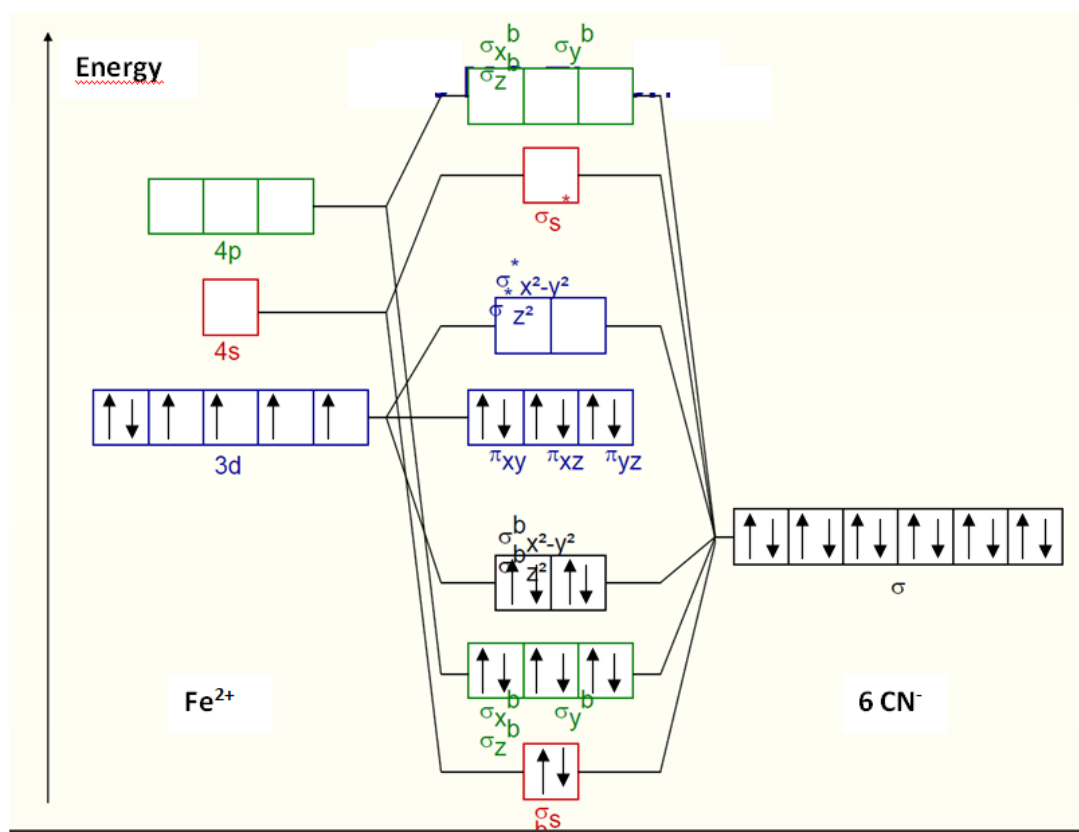 Energy
σxᵇ σyᵇ
σzᵇ
σs*
4p
σ*x²-y²
σ*z²
4s
3d
πxy πxz πyz
σᵇx²-y²
σᵇz²
σ
Fe²⁺
6 CN⁻
σxᵇ σyᵇ
σzᵇ
σs
b